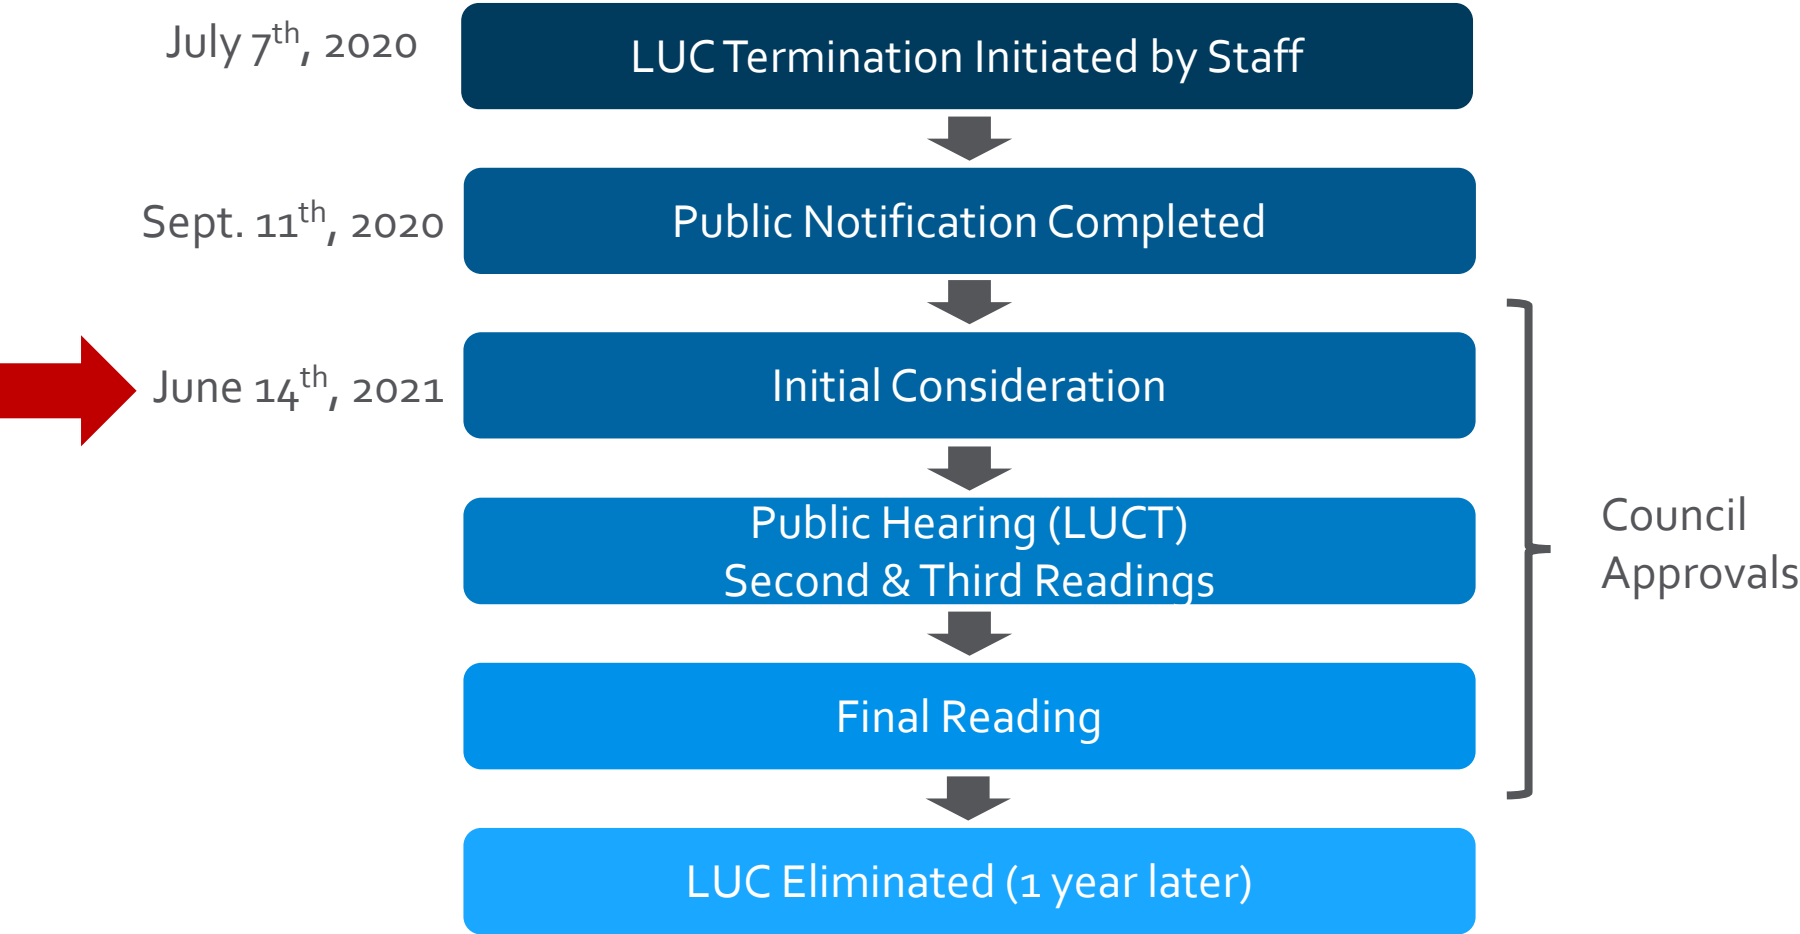 July 7th, 2020
LUC Termination Initiated by Staff
Sept. 11th, 2020
Public Notification Completed
June 14th, 2021
Initial Consideration
Public Hearing (LUCT)
Second & Third Readings
Council
Approvals
Final Reading
LUC Eliminated (1 year later)